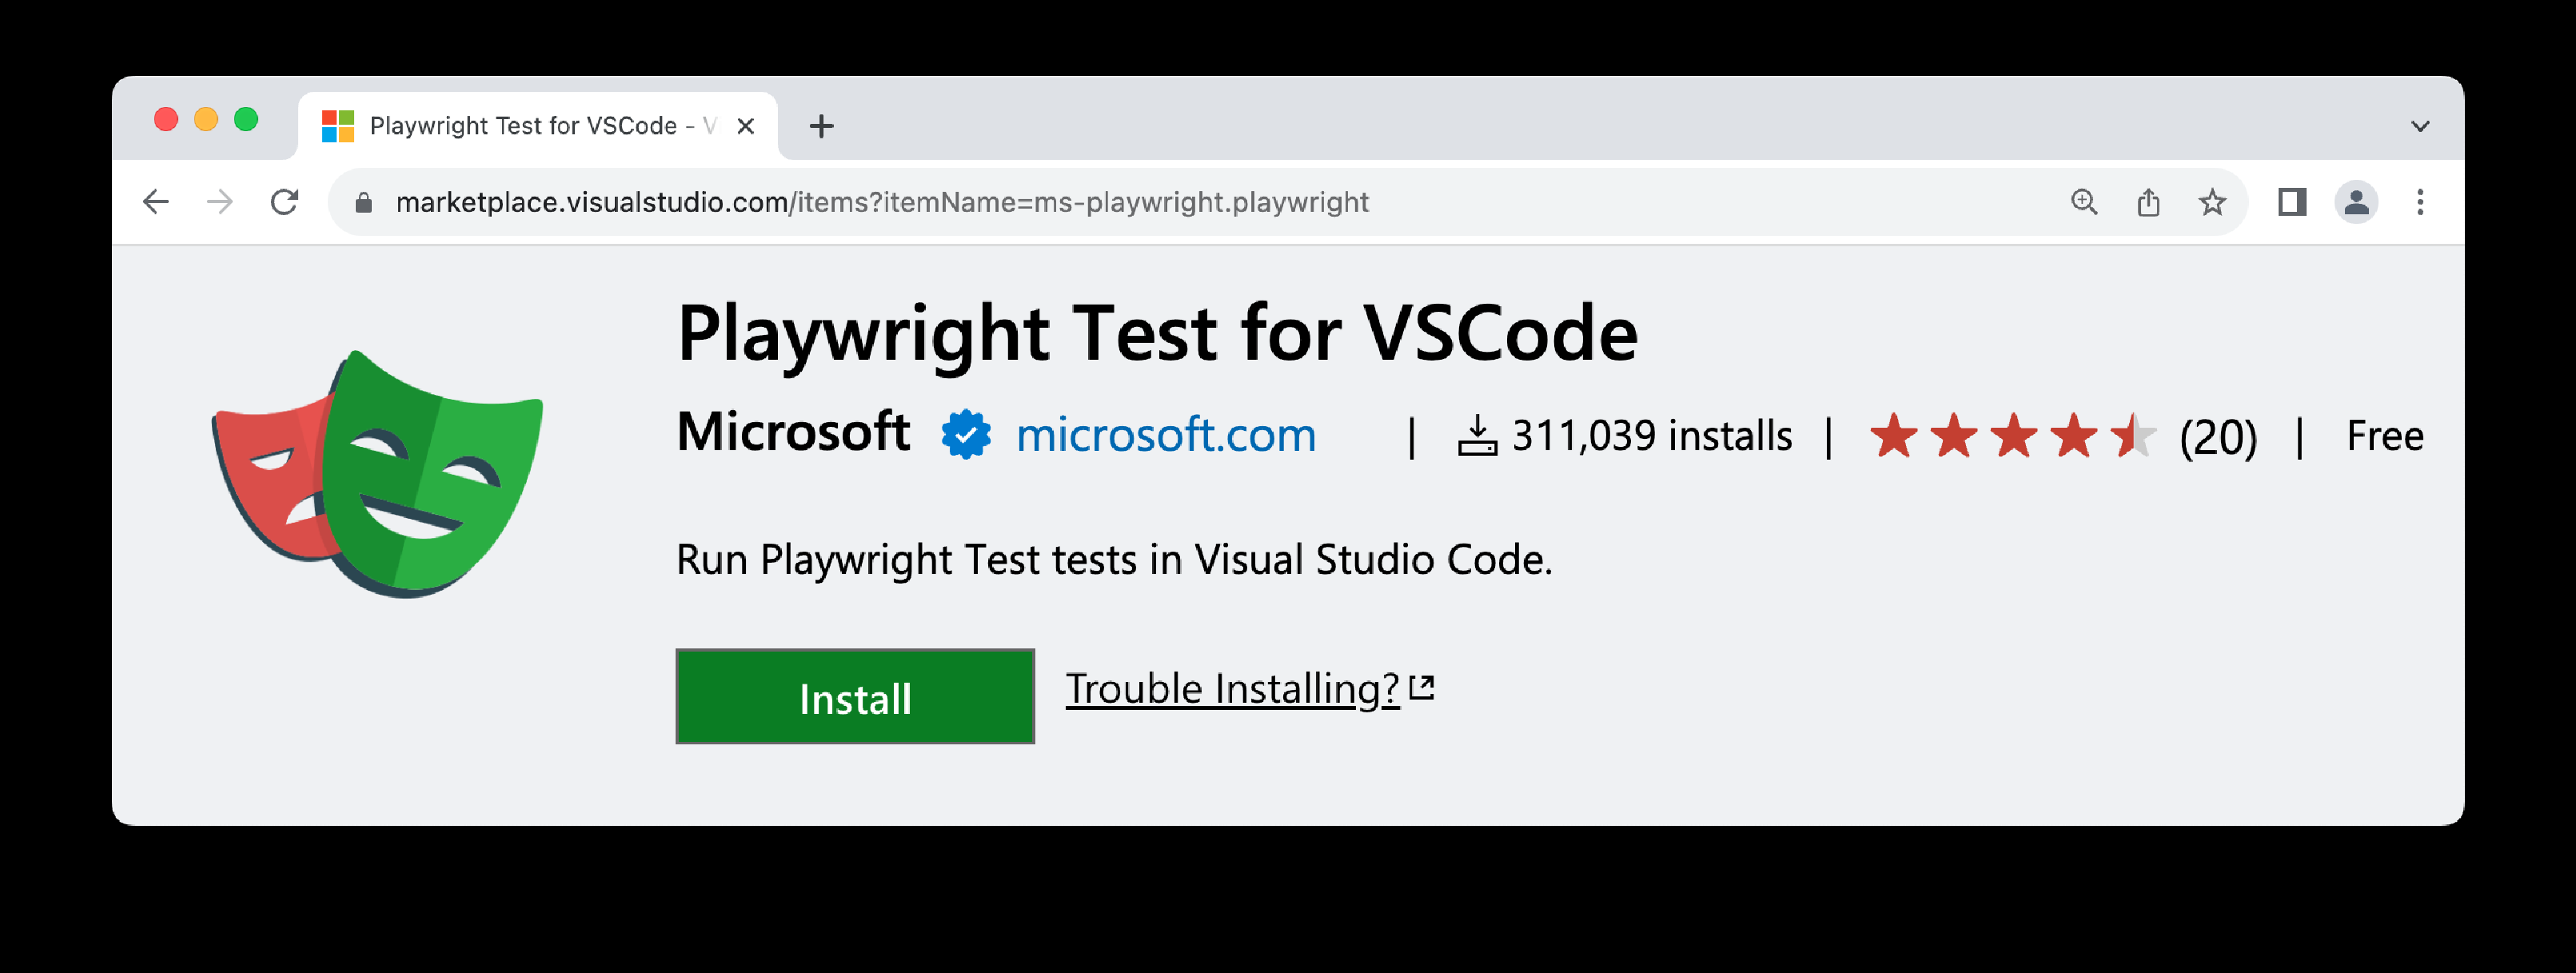 Playwright Test for VSCode - V
marketplace.visualstudio.com/items?itemName=ms-playwright.playwright
Playwright Test for VSCode
Microsoft microsoft.com | 311,039 installs | (20) | Free
Run Playwright Test tests in Visual Studio Code.
Install Trouble Installing?